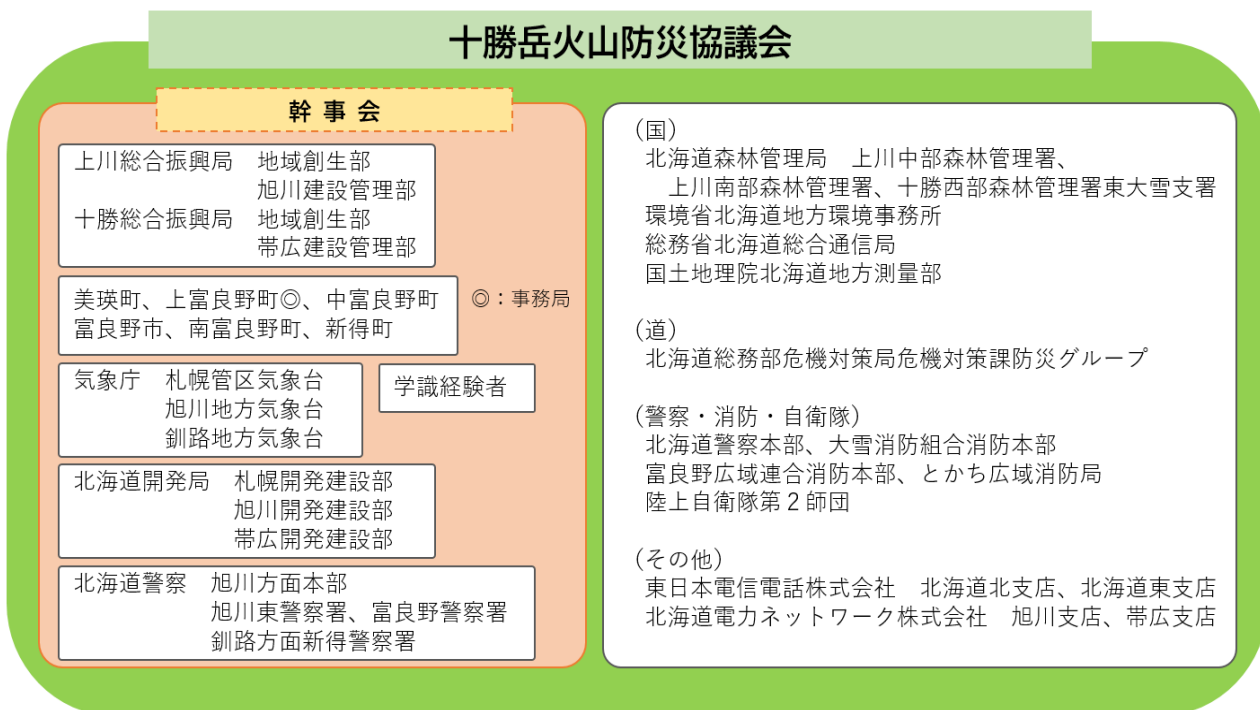 十勝岳火山防災協議会
幹事会
上川総合振興局　地域創生部
旭川建設管理部
十勝総合振興局　地域創生部
帯広建設管理部
美瑛町、上富良野町◎、中富良野町
富良野市、南富良野町、新得町
◎：事務局
気象庁　札幌管区気象台
旭川地方気象台
釧路地方気象台
学識経験者
北海道開発局　札幌開発建設部
旭川開発建設部
帯広開発建設部
北海道警察　旭川方面本部
旭川東警察署、富良野警察署
釧路方面新得警察署
（国）
北海道森林管理局　上川中部森林管理署、
上川南部森林管理署、十勝西部森林管理署東大雪支署
環境省北海道地方環境事務所
総務省北海道総合通信局
国土地理院北海道地方測量部
（道）
北海道総務部危機対策局危機対策課防災グループ
（警察・消防・自衛隊）
北海道警察本部、大雪消防組合消防本部
富良野広域連合消防本部、とかち広域消防局
陸上自衛隊第２師団
（その他）
東日本電信電話株式会社　北海道北支店、北海道東支店
北海道電力ネットワーク株式会社　旭川支店、帯広支店